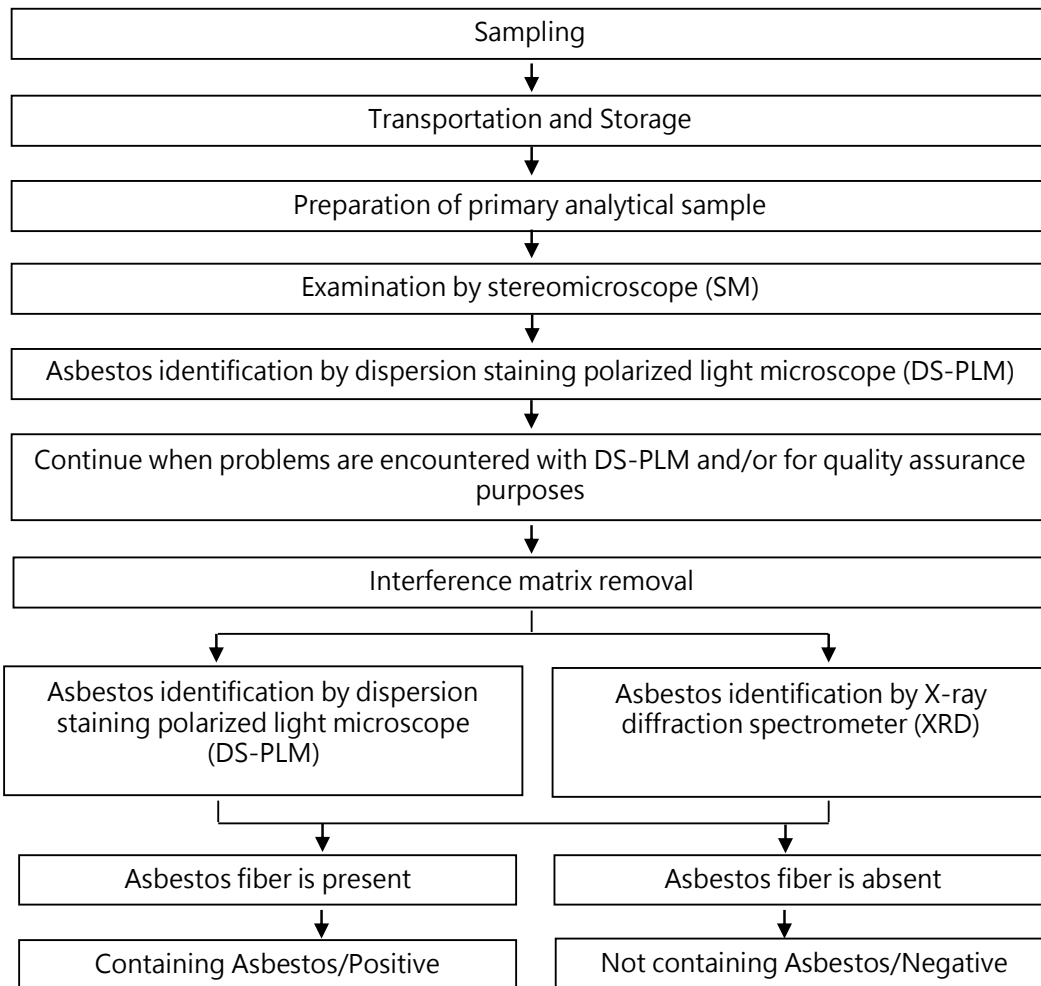 Sampling
Transportation and Storage
Preparation of primary analytical sample
Examination by stereomicroscope (SM)
Asbestos identification by dispersion staining polarized light microscope (DS-PLM)
Continue when problems are encountered with DS-PLM and/or for quality assurance
purposes
Interference matrix removal
Asbestos identification by dispersion
staining polarized light microscope
(DS-PLM)
Asbestos identification by X-ray
diffraction spectrometer (XRD)
Asbestos fiber is present
Asbestos fiber is absent
Containing Asbestos/Positive
Not containing Asbestos/Negative